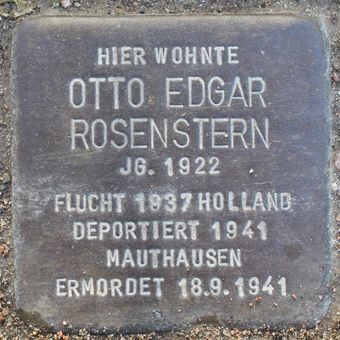 HIER WOHNTE
OTTO EDGAR
ROSENSTERN
JG. 1922
FLUCHT 1937 HOLLAND
DEPORTIERT 1941
MAUTHAUSEN
ERMORDET 18.9.1941